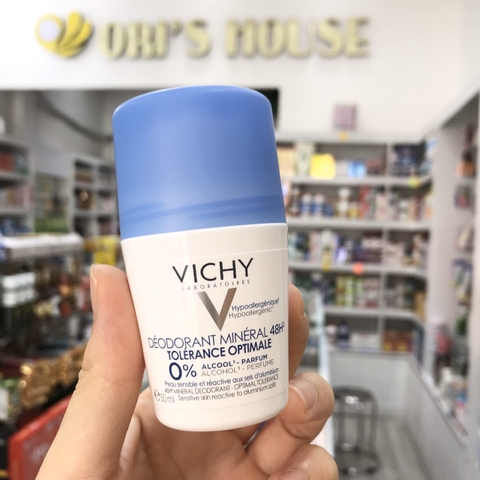 ORI'S HOUSE
VICHY
LABORATOIRES
Hypoallergénique*
Hypoallergenic*
DÉODORANT MINÉRAL 48H
TOLÉRANCE OPTIMALE
0% ALCOOL - PARFUM
ALCOHOL - PERFUME
Peau sensible et réactive aux sels d'aluminium
48H MINERAL DEODORANT - OPTIMAL TOLERANCE
Sensitive skin reactive to aluminium salts
e 50ml